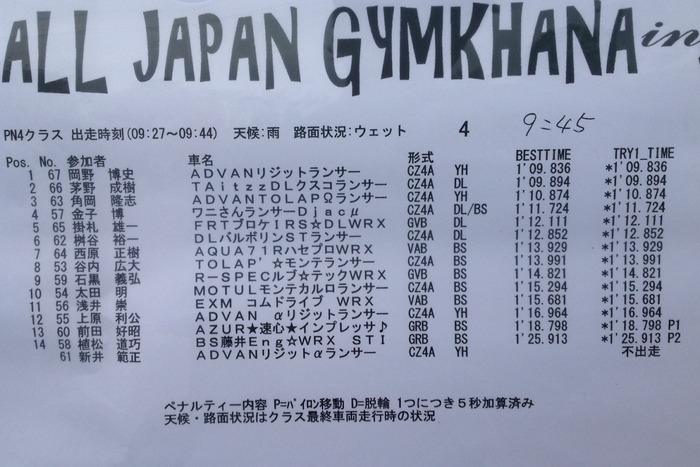 ALL JAPAN GYMKHANA in
PN4クラス 出走時刻(09:27～09:44) 天候:雨 路面状況:ウェット 4 9=45
Pos. No. 参加者 車名 形式 BESTTIME TRY1_TIME
1 67 岡野 博史 ADVANリジットランサー CZ4A YH 1'09.836 *1'09.836
2 66 茅野 成樹 TAitzzDLクスコランサー CZ4A DL 1'09.894 *1'09.894
3 63 角岡 隆志 ADVANTOLAPΩランサー CZ4A YH 1'10.874 *1'10.874
4 57 金子 博 ワニさんランサーDjacμ CZ4A DL/BS 1'11.724 *1'11.724
5 65 掛札 雄一 FRTブロケIRS☆DLWRX GVB DL 1'12.111 *1'12.111
6 62 桝谷 裕一 DLバルボリンSTランサー CZ4A DL 1'12.852 *1'12.852
7 64 西原 正樹 AQUA71RハセプロWRX VAB BS 1'13.929 *1'13.929
8 53 谷内 広大 TOLAP'☆モンテランサー CZ4A BS 1'13.991 *1'13.991
9 59 石黒 義弘 R－SPECルブ☆テックWRX GVB BS 1'14.821 *1'14.821
10 54 太田 明 MOTULモンテカルロランサー CZ4A BS 1'15.294 *1'15.294
11 56 浅井 崇 EXM コムドライブ WRX VAB BS 1'15.681 *1'15.681
12 55 上原 利公 ADVAN αリジットランサー CZ4A YH 1'16.964 *1'16.964
13 60 前田 好昭 AZUR★速心★インプレッサ♪ GRB BS 1'18.798 *1'18.798 P1
14 58 植松 道巧 BS藤井Eng☆WRX STI GRB BS 1'25.913 *1'25.913 P2
61 新井 範正 ADVANリジットαランサー CZ4A YH 不出走
ペナルティー内容 P=パイロン移動 D=脱輪 1つにつき5秒加算済み
天候・路面状況はクラス最終車両走行時の状況